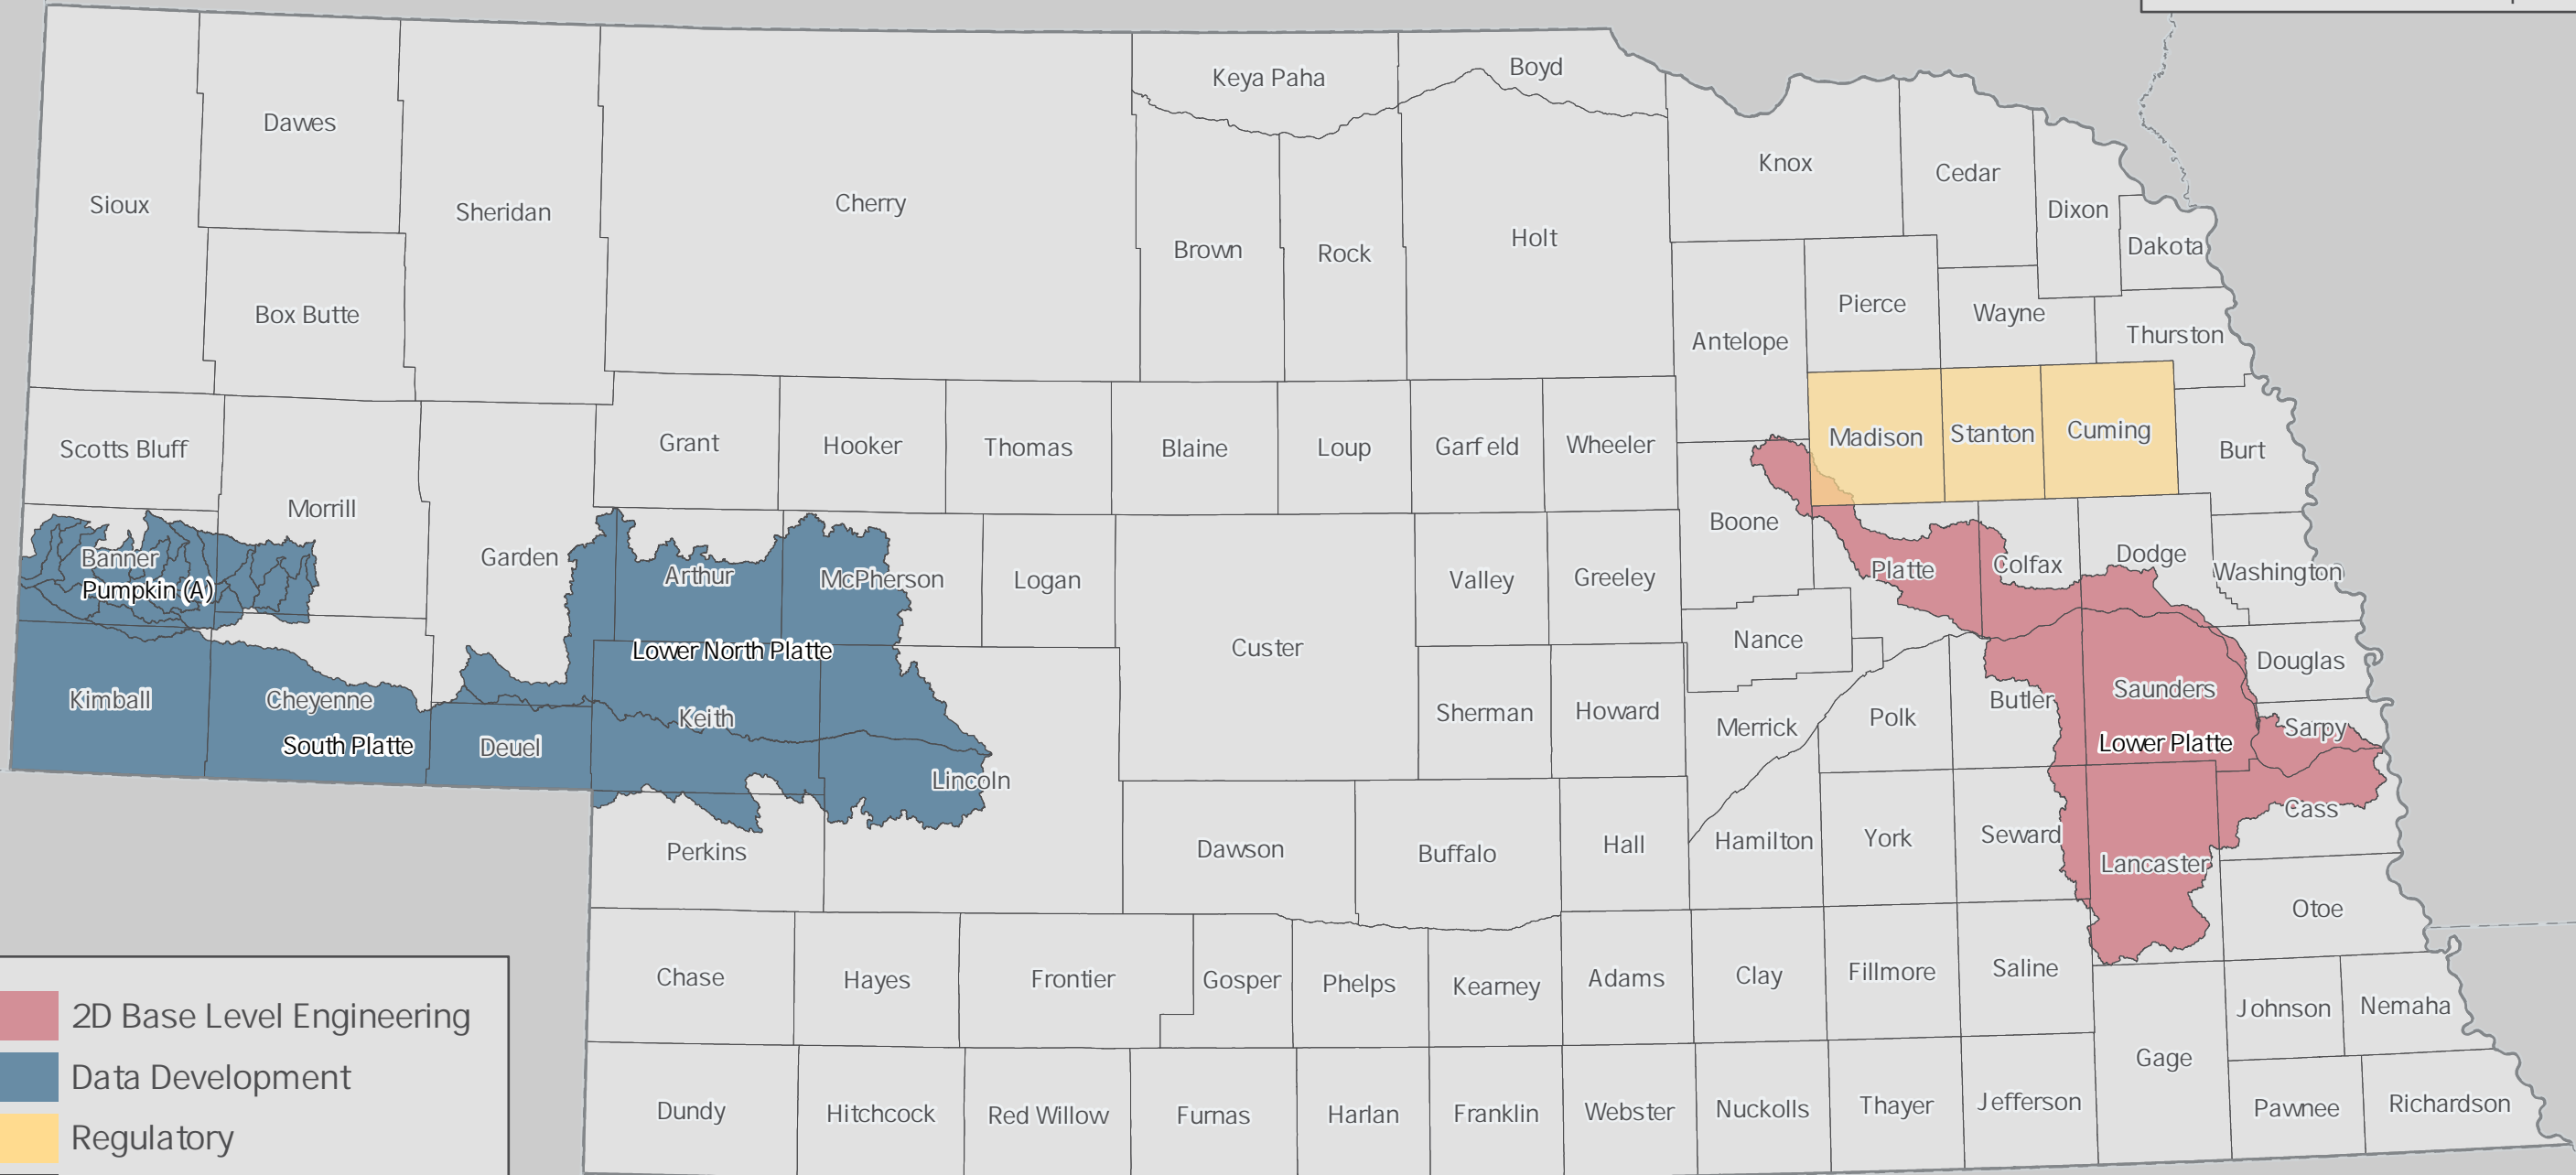 Keya Paha
Boyd
Dawes
Knox
Cedar
Sioux
Sheridan
Cherry
Dixon
Holt
Brown
Rock
Dakota
Box Butte
Pierce
Wayne
Antelope
Thurston
Scotts Bluff
Grant
Hooker
Thomas
Blaine
Loup
Garf eld
Wheeler
Madison
Stanton
Cuming
Burt
Morrill
Boone
Banner
Garden
Arthur
McPherson
Logan
Valley
Greeley
Platte
Colfax
Dodge
Washington
Pumpkin (A)
Lower North Platte
Custer
Nance
Douglas
Kimball
Cheyenne
Keith
Sherman
Howard
Merrick
Polk
Butler
Saunders
Sarpy
South Platte
Deuel
Lower Platte
Lincoln
Cass
Perkins
Dawson
Buffalo
Hall
Hamilton
York
Seward
Lancaster
Otoe
Chase
Hayes
Frontier
Gosper
Phelps
Kearney
Adams
Clay
Fillmore
Saline
Johnson
Nemaha
Gage
Dundy
Hitchcock
Red Willow
Furnas
Harlan
Franklin
Webster
Nuckolls
Thayer
Jefferson
Pawnee
Richardson
2D Base Level Engineering
Data Development
Regulatory